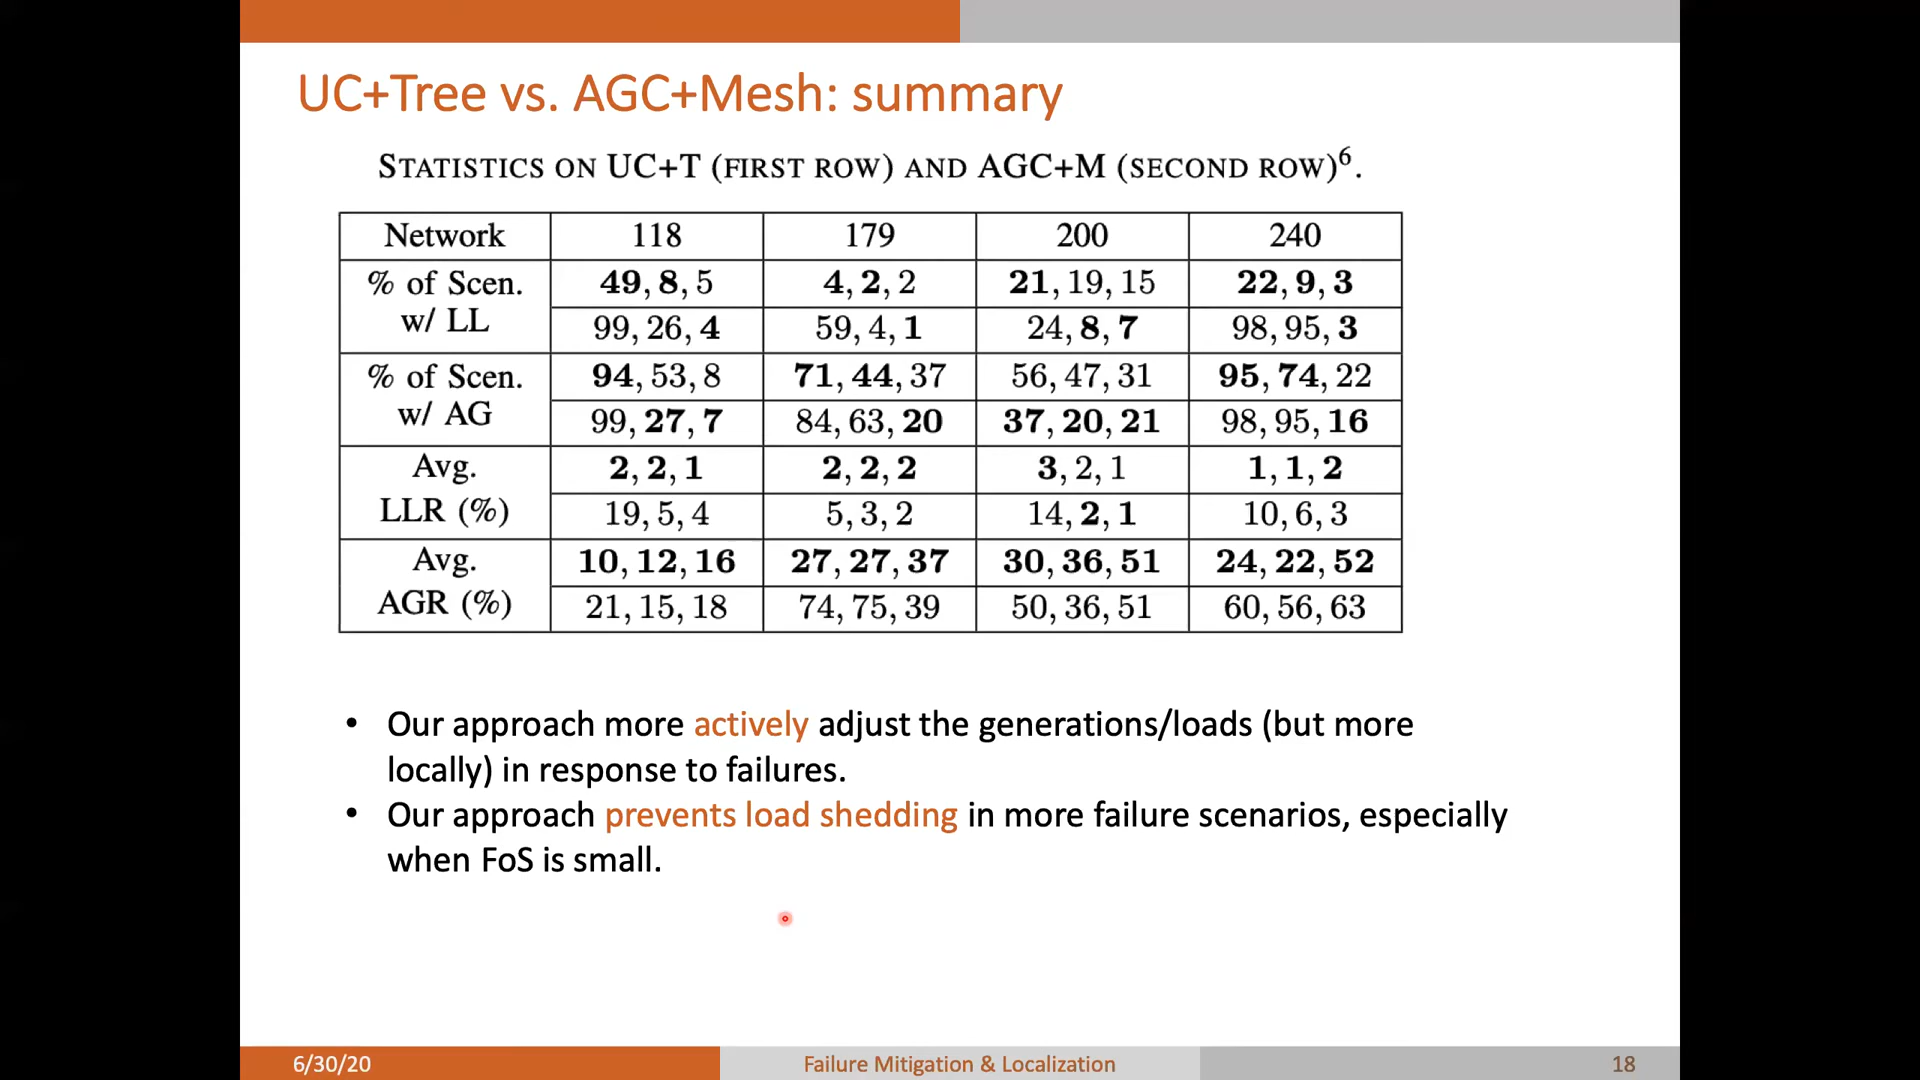 UC+Tree vs. AGC+Mesh: summary
STATISTICS ON UC+T (FIRST ROW) AND AGC+M (SECOND ROW)6.
Network 118 179 200 240
% of Scen. w/ LL 49, 8, 5 4, 2, 2 21, 19, 15 22, 9, 3
99, 26, 4 59, 4, 1 24, 8, 7 98, 95, 3
% of Scen. w/ AG 94, 53, 8 71, 44, 37 56, 47, 31 95, 74, 22
99, 27, 7 84, 63, 20 37, 20, 21 98, 95, 16
Avg. LLR (%) 2, 2, 1 2, 2, 2 3, 2, 1 1, 1, 2
19, 5, 4 5, 3, 2 14, 2, 1 10, 6, 3
Avg. AGR (%) 10, 12, 16 27, 27, 37 30, 36, 51 24, 22, 52
21, 15, 18 74, 75, 39 50, 36, 51 60, 56, 63
• Our approach more actively adjust the generations/loads (but more
locally) in response to failures.
• Our approach prevents load shedding in more failure scenarios, especially
when FoS is small.
6/30/20 Failure Mitigation & Localization 18